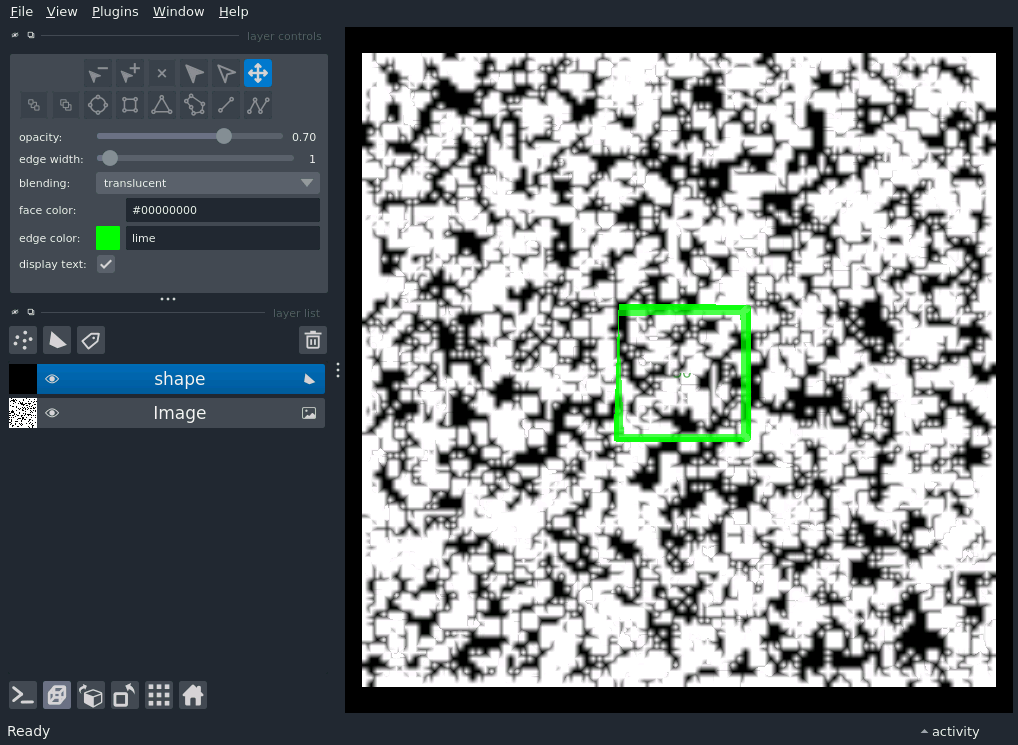 File View Plugins Window Help
layer controls
opacity: 0.70
edge width: 1
blending: translucent
face color: #00000000
edge color: lime
display text:
layer list
shape
Image
Ready
activity